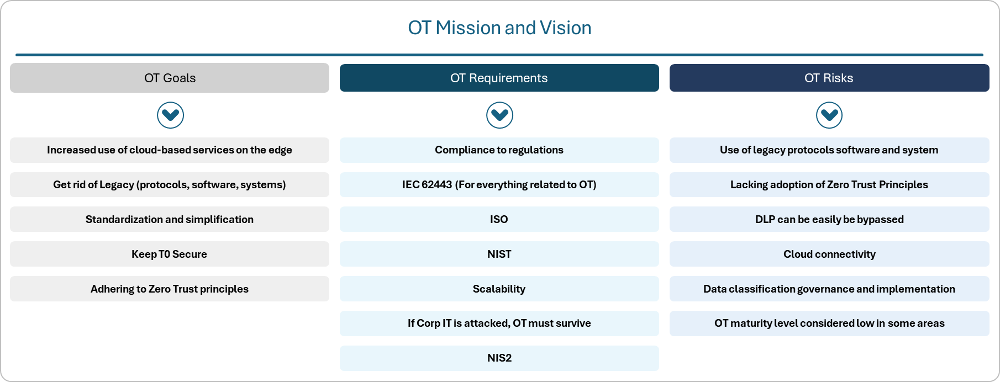 OT Mission and Vision
OT Goals
Increased use of cloud-based services on the edge
Get rid of Legacy (protocols, software, systems)
Standardization and simplification
Keep T0 Secure
Adhering to Zero Trust principles
OT Requirements
Compliance to regulations
IEC 62443 (For everything related to OT)
ISO
NIST
Scalability
If Corp IT is attacked, OT must survive
NIS2
OT Risks
Use of legacy protocols software and system
Lacking adoption of Zero Trust Principles
DLP can be easily be bypassed
Cloud connectivity
Data classification governance and implementation
OT maturity level considered low in some areas